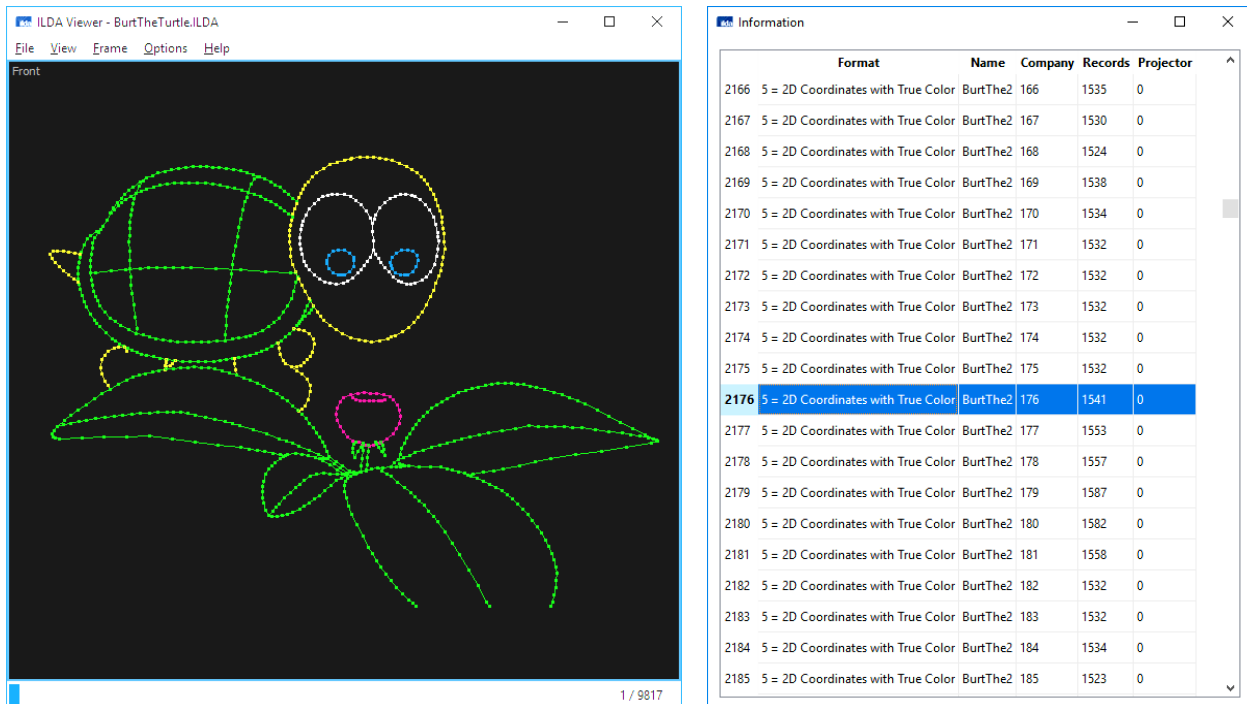 ILDA Viewer - BurtTheTurtle.ILDA
File View Frame Options Help
Front
1 / 9817
Information
Format Name Company Records Projector
2166 5 = 2D Coordinates with True Color BurtThe2 166 1535 0
2167 5 = 2D Coordinates with True Color BurtThe2 167 1530 0
2168 5 = 2D Coordinates with True Color BurtThe2 168 1524 0
2169 5 = 2D Coordinates with True Color BurtThe2 169 1538 0
2170 5 = 2D Coordinates with True Color BurtThe2 170 1534 0
2171 5 = 2D Coordinates with True Color BurtThe2 171 1532 0
2172 5 = 2D Coordinates with True Color BurtThe2 172 1532 0
2173 5 = 2D Coordinates with True Color BurtThe2 173 1532 0
2174 5 = 2D Coordinates with True Color BurtThe2 174 1532 0
2175 5 = 2D Coordinates with True Color BurtThe2 175 1532 0
2176 5 = 2D Coordinates with True Color BurtThe2 176 1541 0
2177 5 = 2D Coordinates with True Color BurtThe2 177 1553 0
2178 5 = 2D Coordinates with True Color BurtThe2 178 1557 0
2179 5 = 2D Coordinates with True Color BurtThe2 179 1587 0
2180 5 = 2D Coordinates with True Color BurtThe2 180 1582 0
2181 5 = 2D Coordinates with True Color BurtThe2 181 1558 0
2182 5 = 2D Coordinates with True Color BurtThe2 182 1532 0
2183 5 = 2D Coordinates with True Color BurtThe2 183 1532 0
2184 5 = 2D Coordinates with True Color BurtThe2 184 1534 0
2185 5 = 2D Coordinates with True Color BurtThe2 185 1523 0